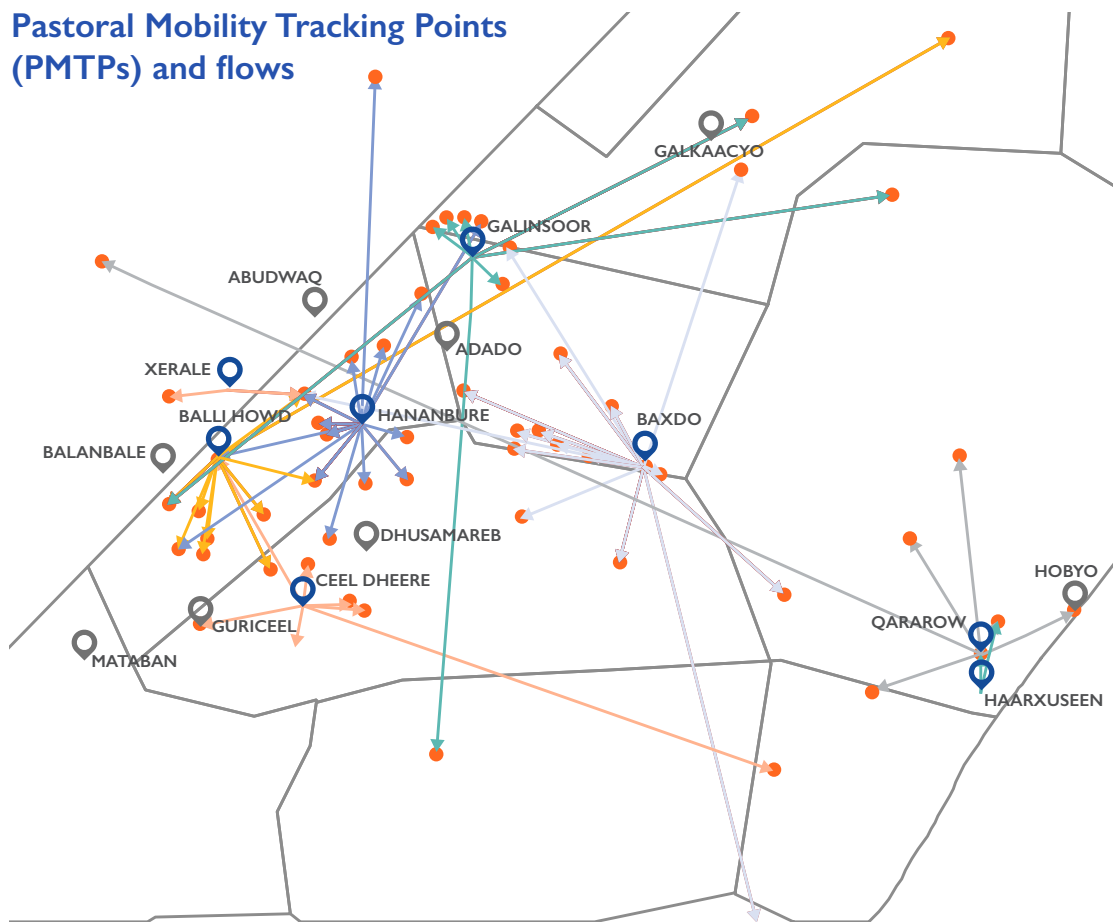 Pastoral Mobility Tracking Points
(PMTPs) and flows
GALKAACYO
GALINSOOR
ABUDWAQ
ADADO
XERALE
BALLI HOWD
HANANBURE
BAXDO
BALANBALE
DHUSAMAREB
CEEL DHEERE
HOBYO
GURICEEL
QARAROW
MATABAN
HAARXUSEEN